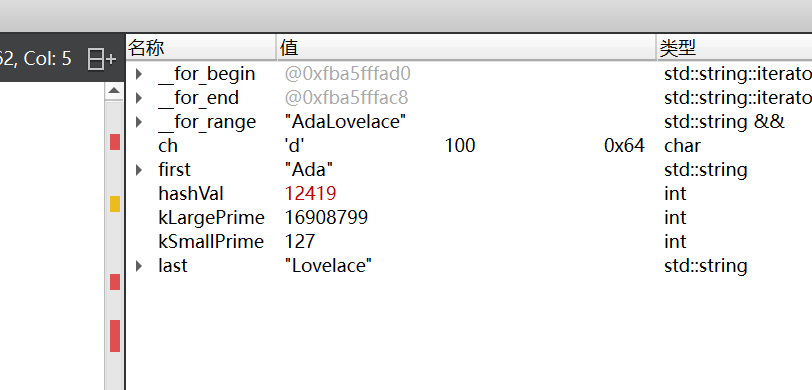 62, Col: 5
名称 值 类型
__for_begin @0xfba5fffad0 std::string::iterato
__for_end @0xfba5fffac8 std::string::iterato
__for_range "AdaLovelace" std::string &&
ch 'd' 100 0x64 char
first "Ada" std::string
hashVal 12419 int
kLargePrime 16908799 int
kSmallPrime 127 int
last "Lovelace" std::string